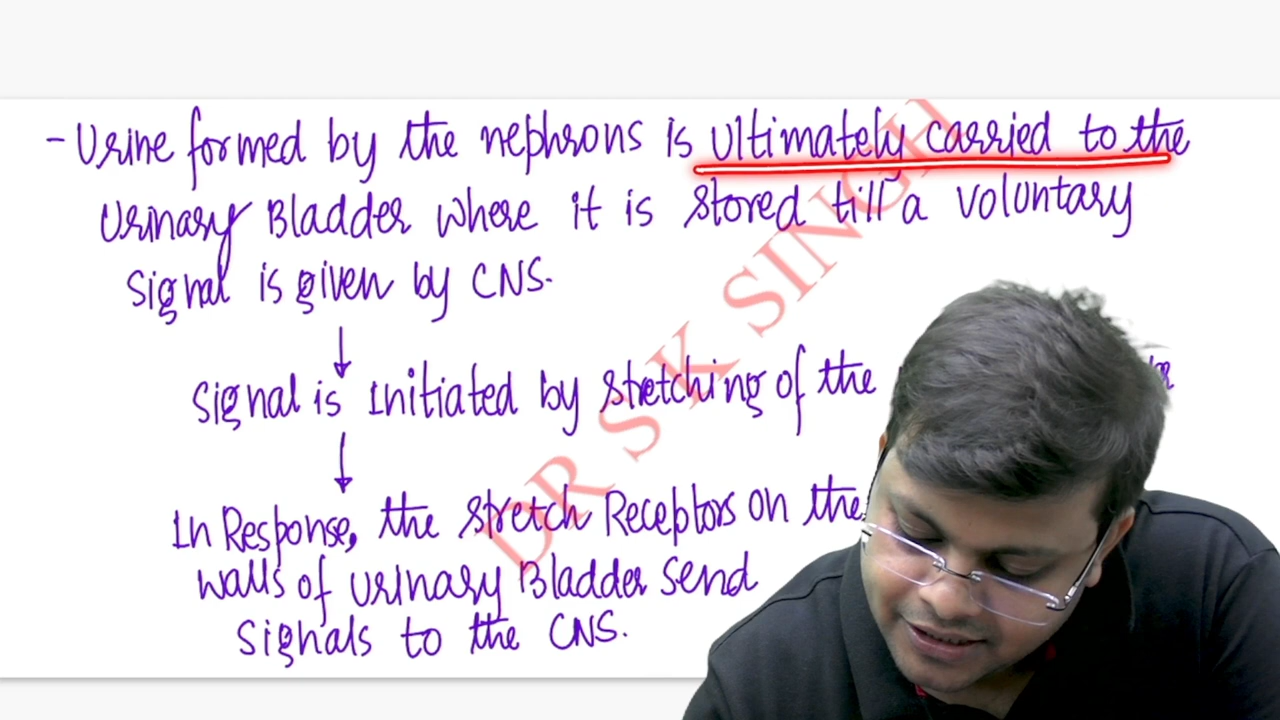 - Urine formed by the nephrons is ultimately carried to the
Urinary Bladder where it is stored till a voluntary
signal is given by CNS.
↓
Signal is initiated by stretching of the
↓
In Response, the stretch Receptors on the
walls of urinary Bladder send
signals to the CNS.
DR S K SINGH